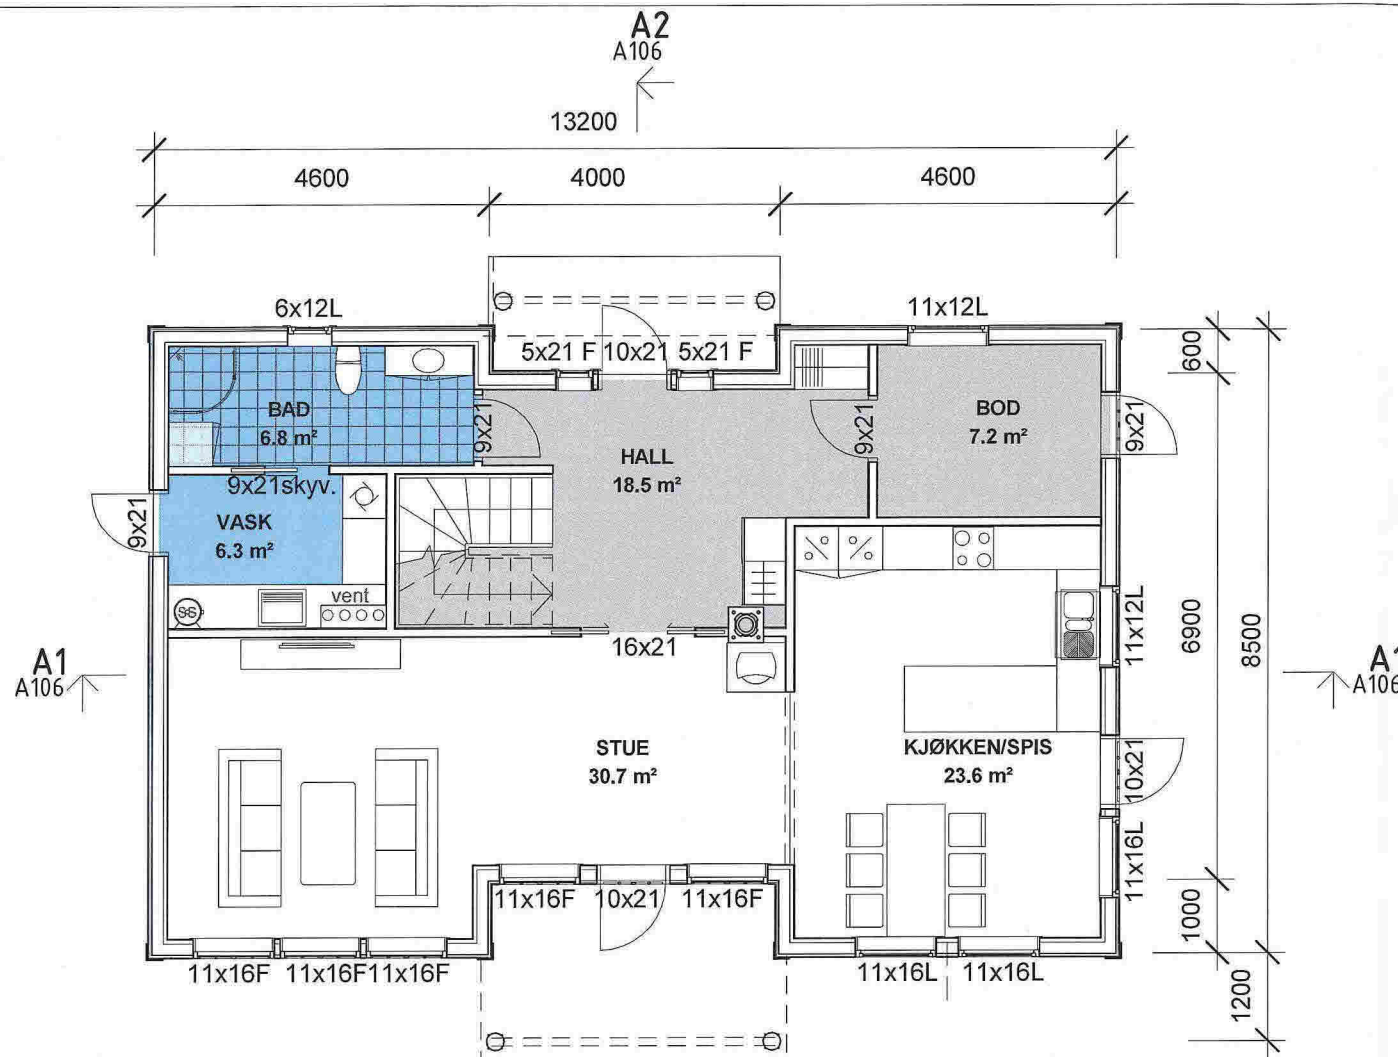 A2
A106
13200
4600
4000
4600
6x12L
11x12L
5x21 F
10x21
5x21 F
600
BAD
6.8 m²
9x21
9x21
BOD
7.2 m²
9x21
HALL
18.5 m²
9x21skyv.
9x21
VASK
6.3 m²
vent
SS
16x21
11x12L
6900
8500
A1
A106
A1
A106
STUE
30.7 m²
KJØKKEN/SPIS
23.6 m²
10x21
11x16L
11x16F
10x21
11x16F
1000
11x16F
11x16F
11x16F
11x16L
11x16L
1200